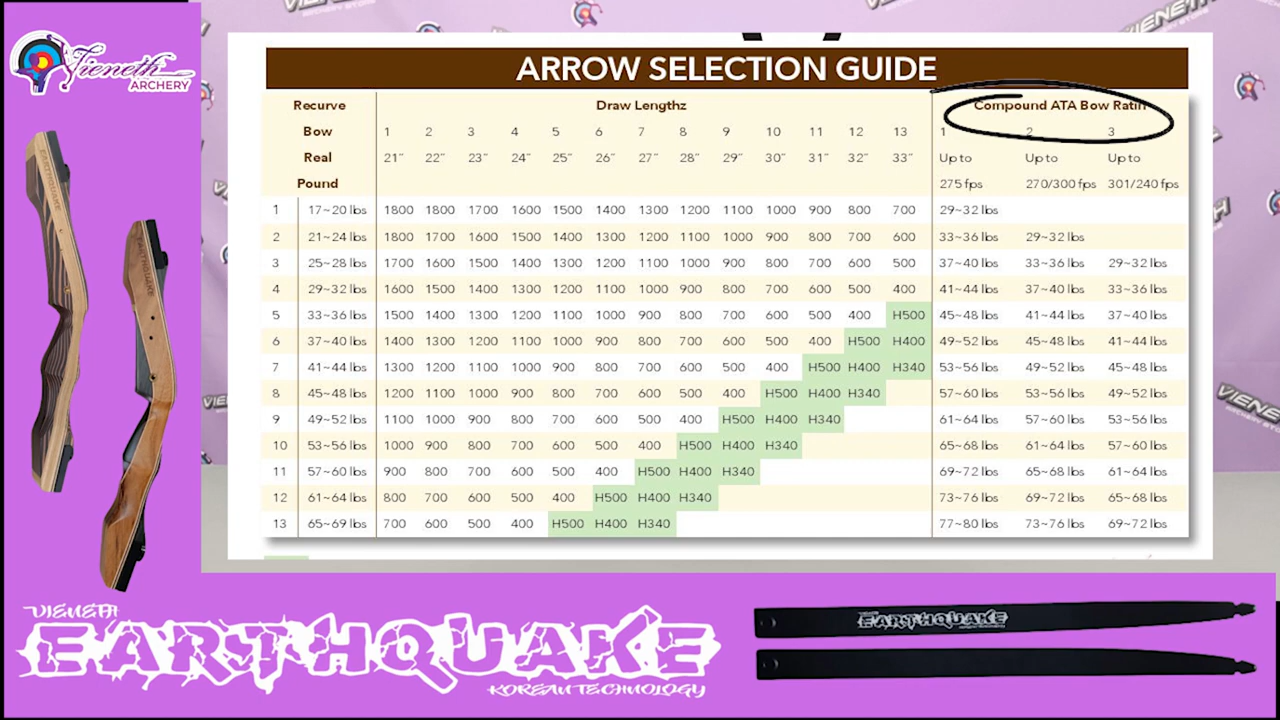 Vieneth
ARCHERY
ARROW SELECTION GUIDE
Recurve Draw Lengthz Compound ATA Bow Ratin
Bow 1 2 3 4 5 6 7 8 9 10 11 12 13 1 2 3
Real 21˝ 22˝ 23˝ 24˝ 25˝ 26˝ 27˝ 28˝ 29˝ 30˝ 31˝ 32˝ 33˝ Up to Up to Up to
Pound 275 fps 270/300 fps 301/240 fps
1 17~20 lbs 1800 1800 1700 1600 1500 1400 1300 1200 1100 1000 900 800 700 29~32 lbs
2 21~24 lbs 1800 1700 1600 1500 1400 1300 1200 1100 1000 900 800 700 600 33~36 lbs 29~32 lbs
3 25~28 lbs 1700 1600 1500 1400 1300 1200 1100 1000 900 800 700 600 500 37~40 lbs 33~36 lbs 29~32 lbs
4 29~32 lbs 1600 1500 1400 1300 1200 1100 1000 900 800 700 600 500 400 41~44 lbs 37~40 lbs 33~36 lbs
5 33~36 lbs 1500 1400 1300 1200 1100 1000 900 800 700 600 500 400 H500 45~48 lbs 41~44 lbs 37~40 lbs
6 37~40 lbs 1400 1300 1200 1100 1000 900 800 700 600 500 400 H500 H400 49~52 lbs 45~48 lbs 41~44 lbs
7 41~44 lbs 1300 1200 1100 1000 900 800 700 600 500 400 H500 H400 H340 53~56 lbs 49~52 lbs 45~48 lbs
8 45~48 lbs 1200 1100 1000 900 800 700 600 500 400 H500 H400 H340 57~60 lbs 53~56 lbs 49~52 lbs
9 49~52 lbs 1100 1000 900 800 700 600 500 400 H500 H400 H340 61~64 lbs 57~60 lbs 53~56 lbs
10 53~56 lbs 1000 900 800 700 600 500 400 H500 H400 H340 65~68 lbs 61~64 lbs 57~60 lbs
11 57~60 lbs 900 800 700 600 500 400 H500 H400 H340 69~72 lbs 65~68 lbs 61~64 lbs
12 61~64 lbs 800 700 600 500 400 H500 H400 H340 73~76 lbs 69~72 lbs 65~68 lbs
13 65~69 lbs 700 600 500 400 H500 H400 H340 77~80 lbs 73~76 lbs 69~72 lbs
EARTHQUAKE
EARTHQUAKE
VIENETH
EARTHQUAKE
KOREAN TECHNOLOGY
EARTHQUAKE